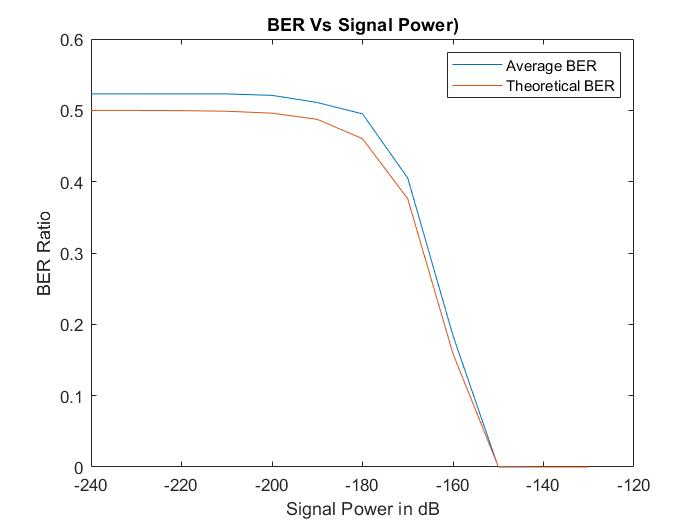 BER Vs Signal Power)
0.6
0.5
0.4
0.3
0.2
0.1
0
BER Ratio
Average BER
Theoretical BER
-240
-220
-200
-180
-160
-140
-120
Signal Power in dB